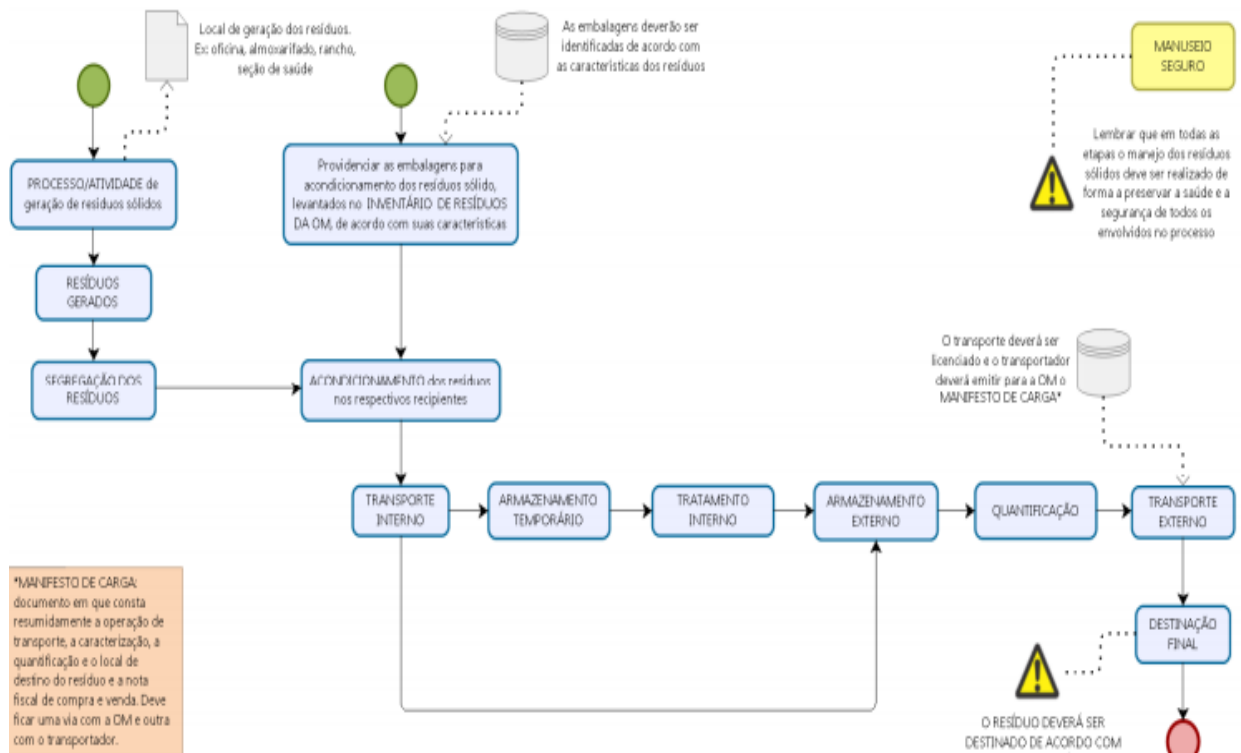 Local de geração dos resíduos.
Ex: oficina, almoxarifado, rancho,
seção de saúde
As embalagens deverão ser
identificadas de acordo com
as características dos resíduos
MANUSEIO
SEGURO
Lembrar que em todas as
etapas o manejo dos resíduos
sólidos deve ser realizado de
forma a preservar a saúde e a
segurança de todos os
envolvidos no processo
PROCESSO/ATIVIDADE de
geração de resíduos sólidos
Providenciar as embalagens para
acondicionamento dos resíduos sólido,
levantados no INVENTÁRIO DE RESÍDUOS
DA OM, de acordo com suas características
RESÍDUOS
GERADOS
SEGREGAÇÃO DOS
RESÍDUOS
ACONDICIONAMENTO dos resíduos
nos respectivos recipientes
O transporte deverá ser
licenciado e o transportador
deverá emitir para a OM o
MANIFESTO DE CARGA*
TRANSPORTE
INTERNO
ARMAZENAMENTO
TEMPORÁRIO
TRATAMENTO
INTERNO
ARMAZENAMENTO
EXTERNO
QUANTIFICAÇÃO
TRANSPORTE
EXTERNO
DESTINAÇÃO
FINAL
*MANIFESTO DE CARGA:
documento em que consta
resumidamente a operação de
transporte, a caracterização, a
quantificação e o local de
destino do resíduo e a nota
fiscal de compra e venda. Deve
ficar uma via com a OM e outra
com o transportador.
O RESÍDUO DEVERÁ SER
DESTINADO DE ACORDO COM